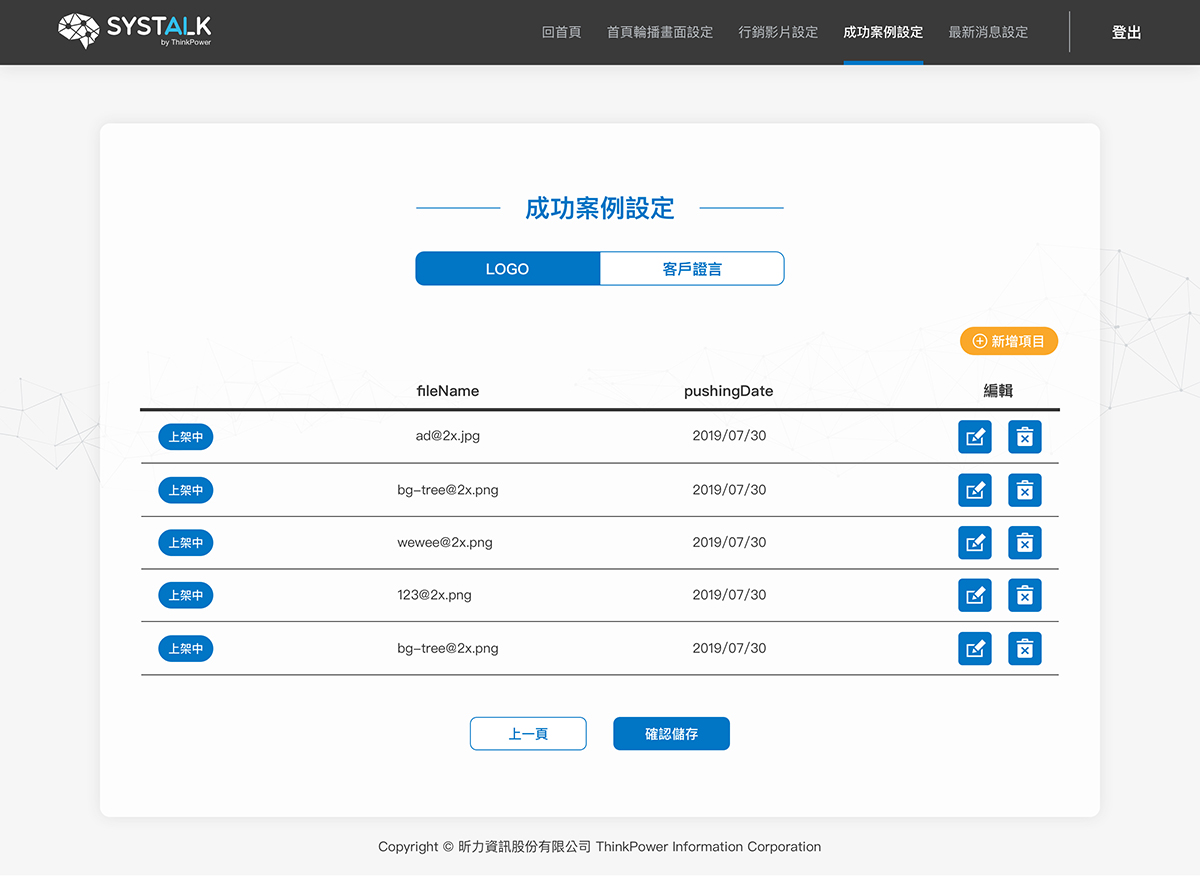 SYSTALK
by ThinkPower
回首頁 首頁輪播畫面設定 行銷影片設定 成功案例設定 最新消息設定 登出
成功案例設定
LOGO 客戶證言
新增項目
fileName pushingDate 編輯
上架中 ad@2x.jpg 2019/07/30
上架中 bg-tree@2x.png 2019/07/30
上架中 wewee@2x.png 2019/07/30
上架中 123@2x.png 2019/07/30
上架中 bg-tree@2x.png 2019/07/30
上一頁 確認儲存
Copyright © 昕力資訊股份有限公司 ThinkPower Information Corporation